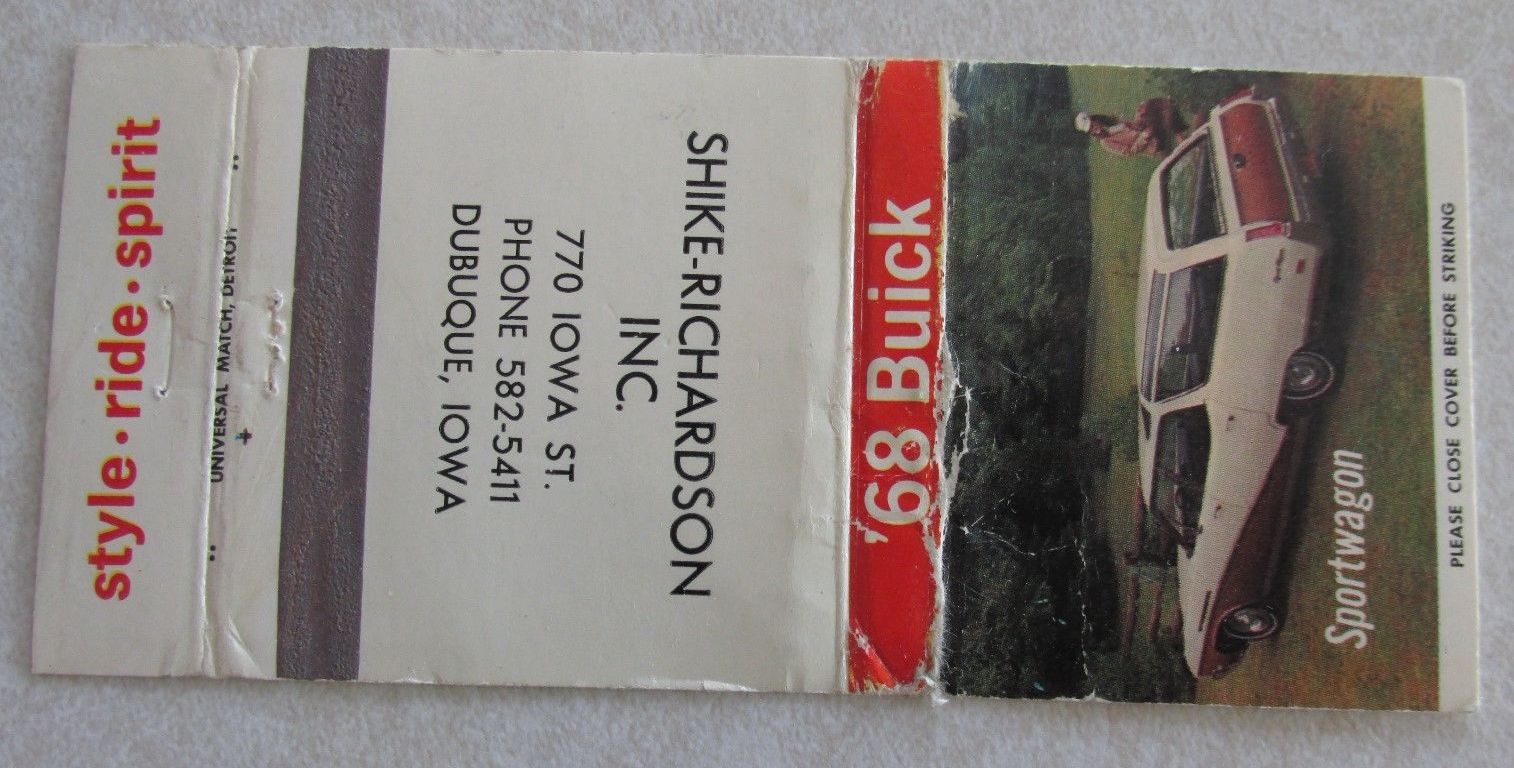 style • ride • spirit
UNIVERSAL MATCH, DETROIT
SHIKE-RICHARDSON
INC.
770 IOWA ST.
PHONE 582-5411
DUBUQUE, IOWA
'68 Buick
Sportwagon
PLEASE CLOSE COVER BEFORE STRIKING